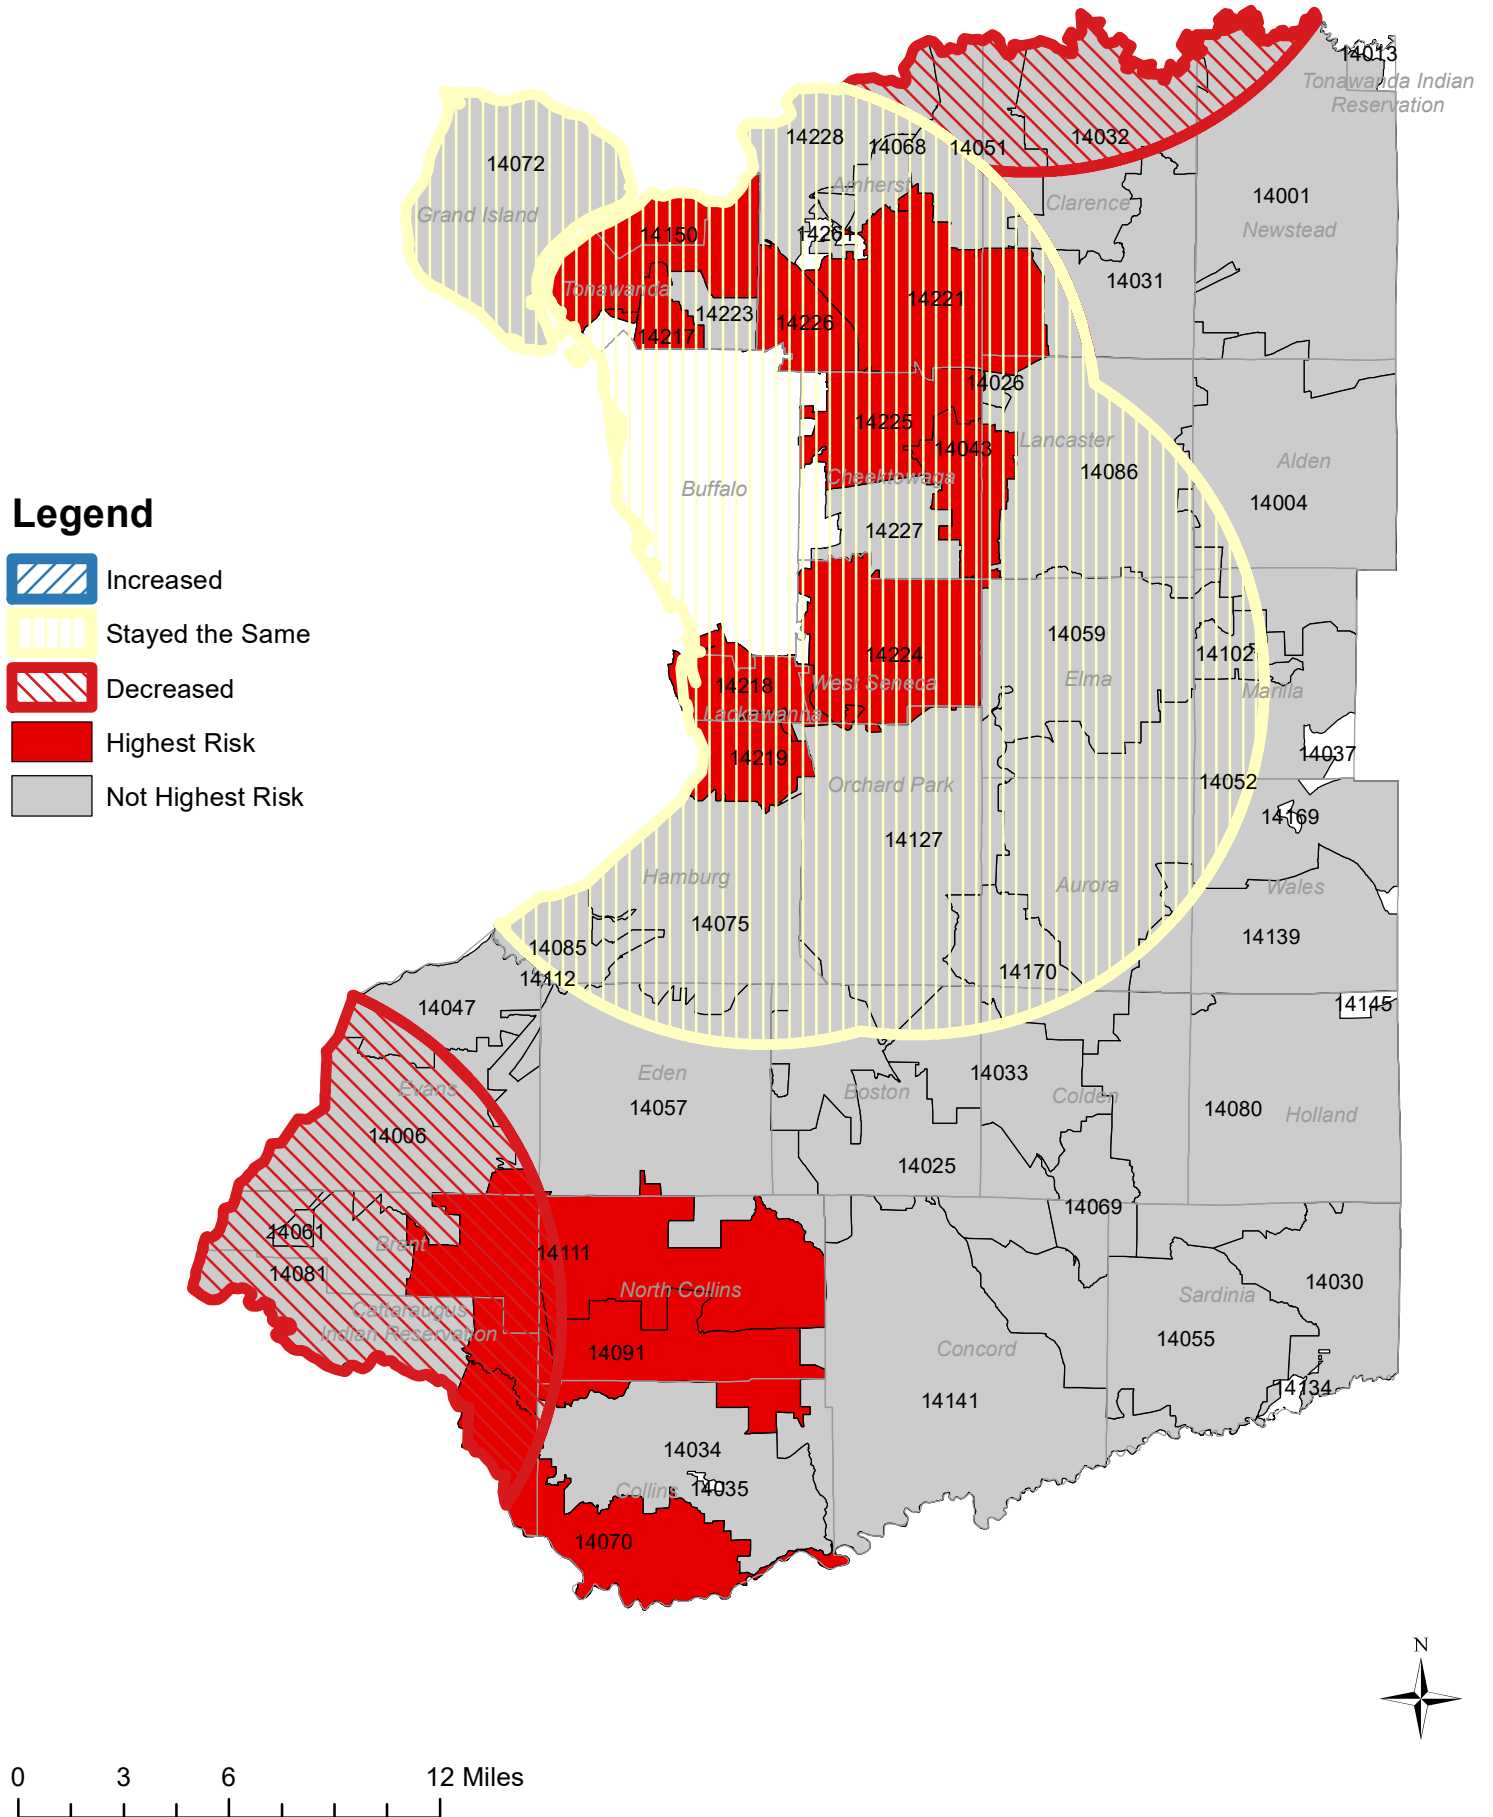 14013
Tonawanda Indian
Reservation
14228
14068
14051
14032
14072
Amherst
Clarence
14001
Grand Island
Newstead
14150
14261
14031
Tonawanda
14221
14223
14226
14217
14026
14225
Lancaster
14043
Alden
Cheektowaga
14086
Buffalo
14004
14227
Legend
Increased
Stayed the Same
Decreased
Highest Risk
Not Highest Risk
14059
14224
14102
West Seneca
Elma
14218
Marilla
Lackawanna
14037
14219
Orchard Park
14052
14169
14127
Hamburg
Aurora
Wales
14075
14085
14139
14170
14112
14047
14145
Eden
14033
Evans
Boston
Colden
14057
14080
Holland
14006
14025
14069
14061
Brant
14111
14081
North Collins
14030
Sardinia
Cattaraugus
Indian Reservation
14055
14091
Concord
14134
14141
14034
Collins
14035
14070
N
0 3 6 12 Miles